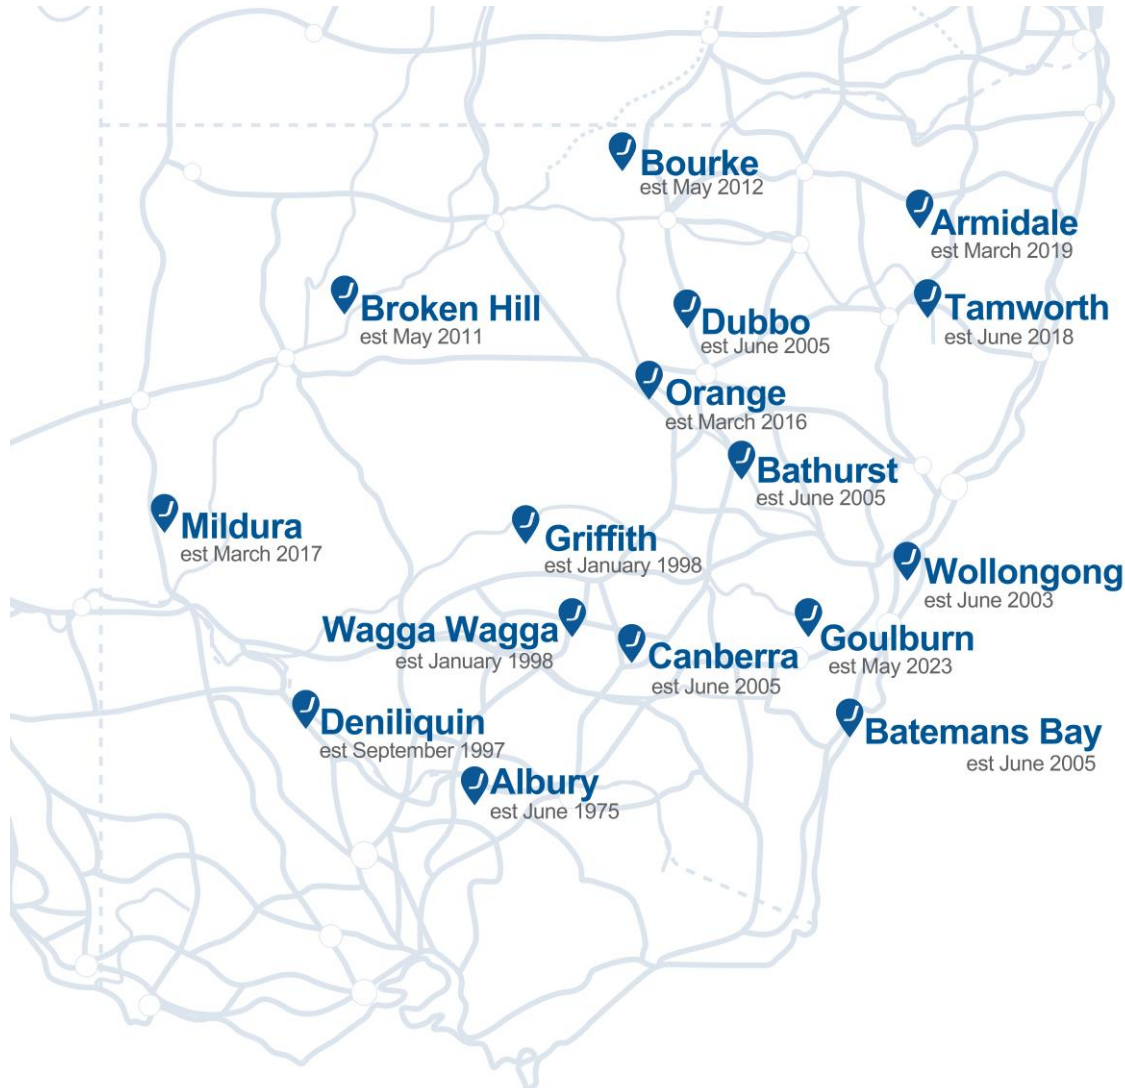 Bourke
est May 2012
Armidale
est March 2019
Broken Hill
est May 2011
Dubbo
est June 2005
Tamworth
est June 2018
Orange
est March 2016
Bathurst
est June 2005
Mildura
est March 2017
Griffith
est January 1998
Wollongong
est June 2003
Wagga Wagga
est January 1998
Canberra
est June 2005
Goulburn
est May 2023
Deniliquin
est September 1997
Batemans Bay
est June 2005
Albury
est June 1975